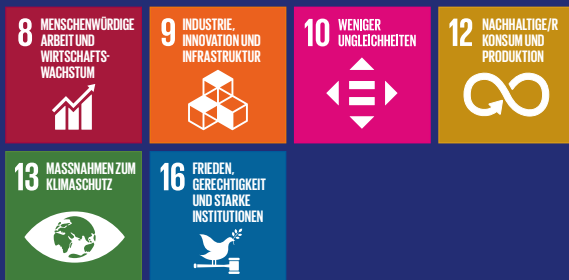 8 MENSCHENWÜRDIGE
ARBEIT UND
WIRTSCHAFTS-
WACHSTUM
9 INDUSTRIE,
INNOVATION UND
INFRASTRUKTUR
10 WENIGER
UNGLEICHHEITEN
12 NACHHALTIGE/R
KONSUM UND
PRODUKTION
13 MASSNAHMEN ZUM
KLIMASCHUTZ
16 FRIEDEN,
GERECHTIGKEIT
UND STARKE
INSTITUTIONEN